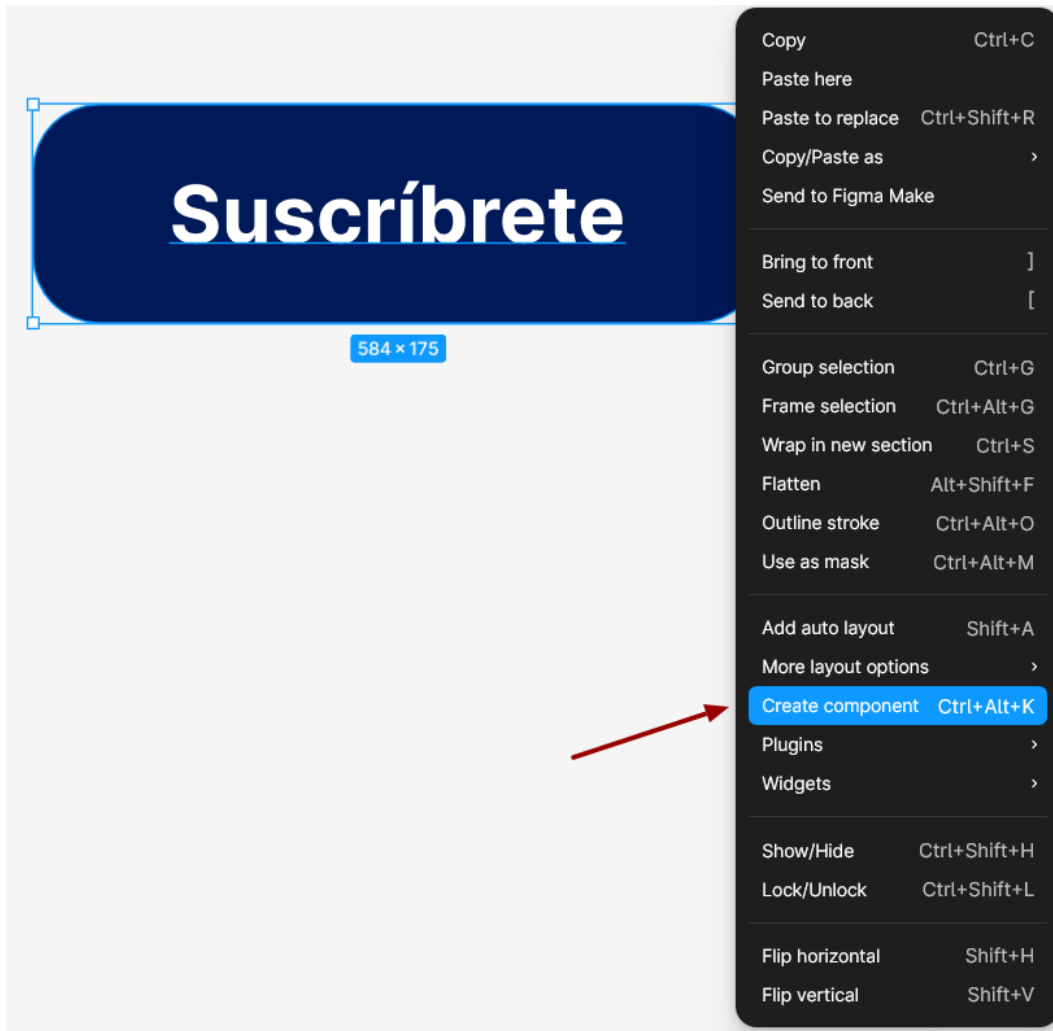 Suscríbrete
584 × 175
Copy Ctrl+C
Paste here
Paste to replace Ctrl+Shift+R
Copy/Paste as
Send to Figma Make
Bring to front ]
Send to back [
Group selection Ctrl+G
Frame selection Ctrl+Alt+G
Wrap in new section Ctrl+S
Flatten Alt+Shift+F
Outline stroke Ctrl+Alt+O
Use as mask Ctrl+Alt+M
Add auto layout Shift+A
More layout options
Create component Ctrl+Alt+K
Plugins
Widgets
Show/Hide Ctrl+Shift+H
Lock/Unlock Ctrl+Shift+L
Flip horizontal Shift+H
Flip vertical Shift+V